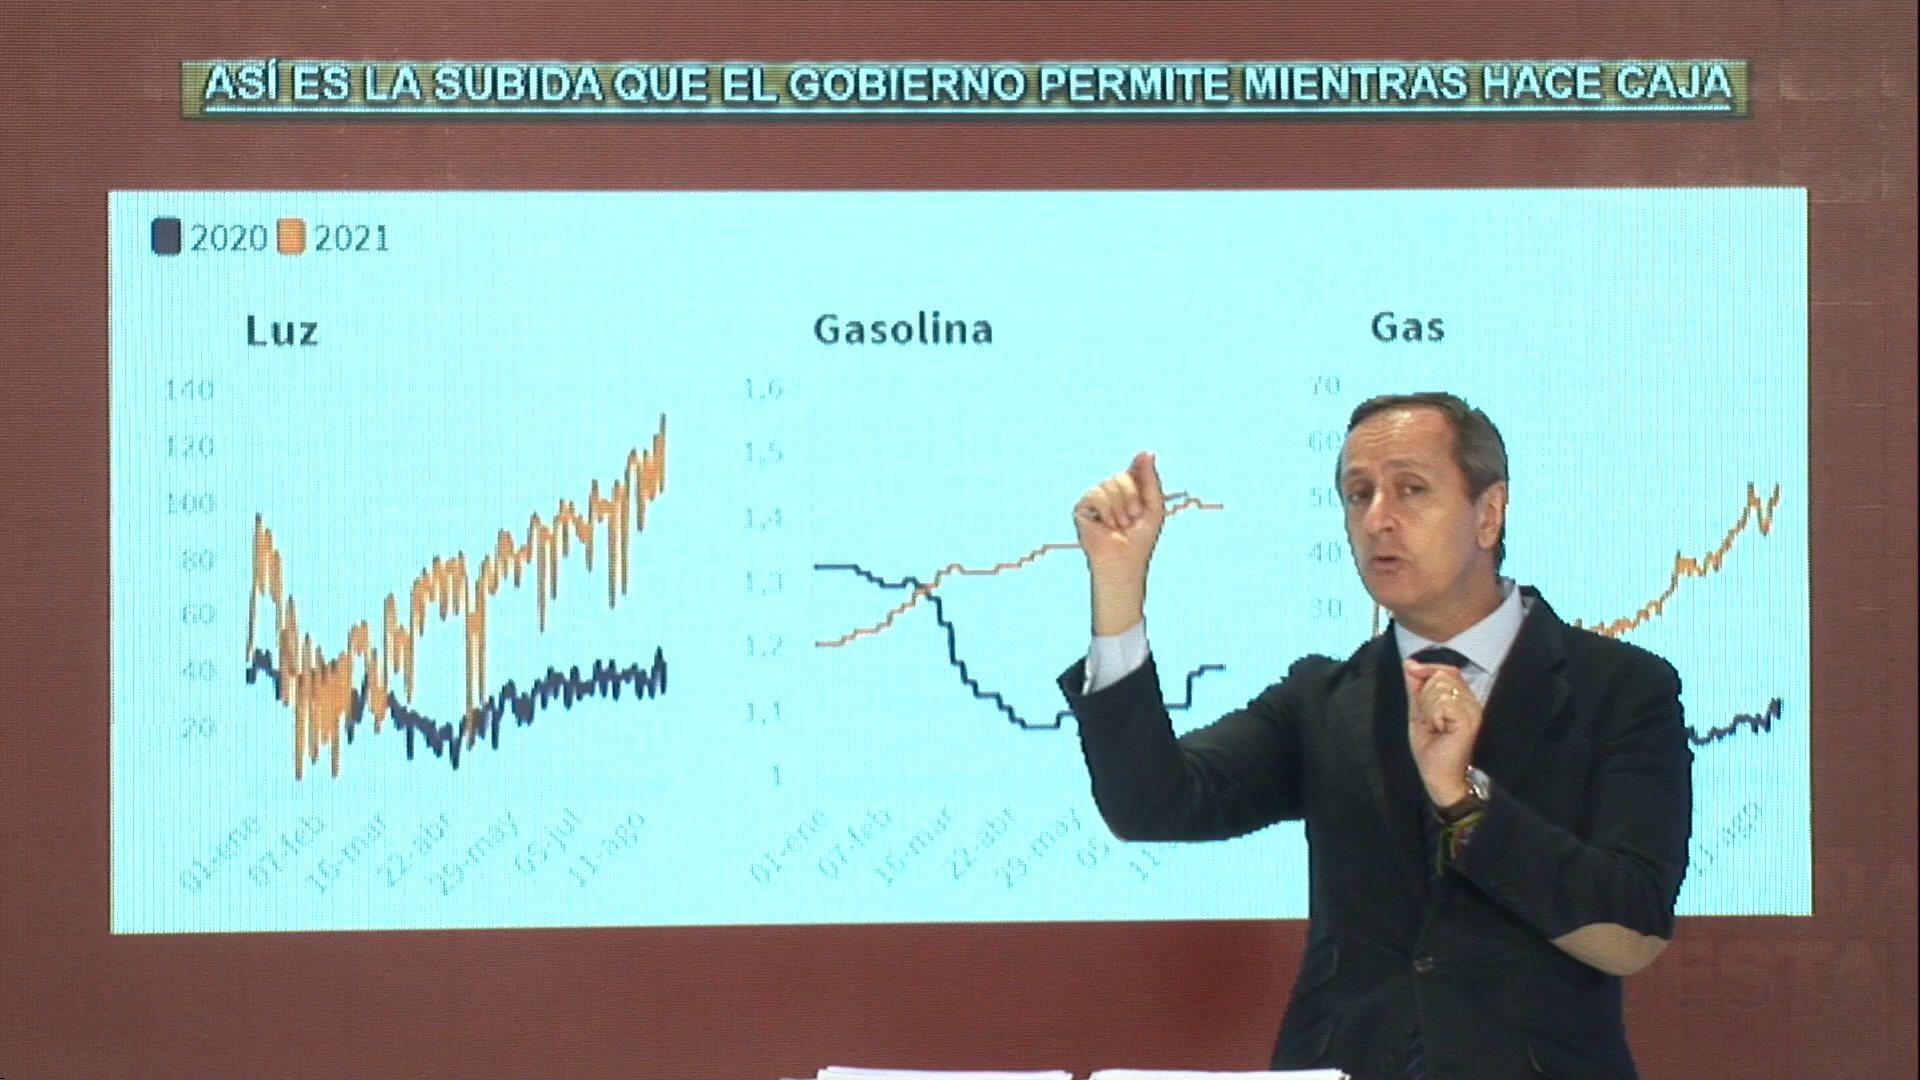 ASÍ ES LA SUBIDA QUE EL GOBIERNO PERMITE MIENTRAS HACE CAJA
2020 2021
Luz
140
120
100
80
60
40
20
01-ene 07-feb 16-mar 22-abr 29-may 05-jul 11-ago
Gasolina
1,6
1,5
1,4
1,3
1,2
1,1
1
01-ene 07-feb 16-mar 22-abr 29-may 05
Gas
70
60
40
30
11-ago